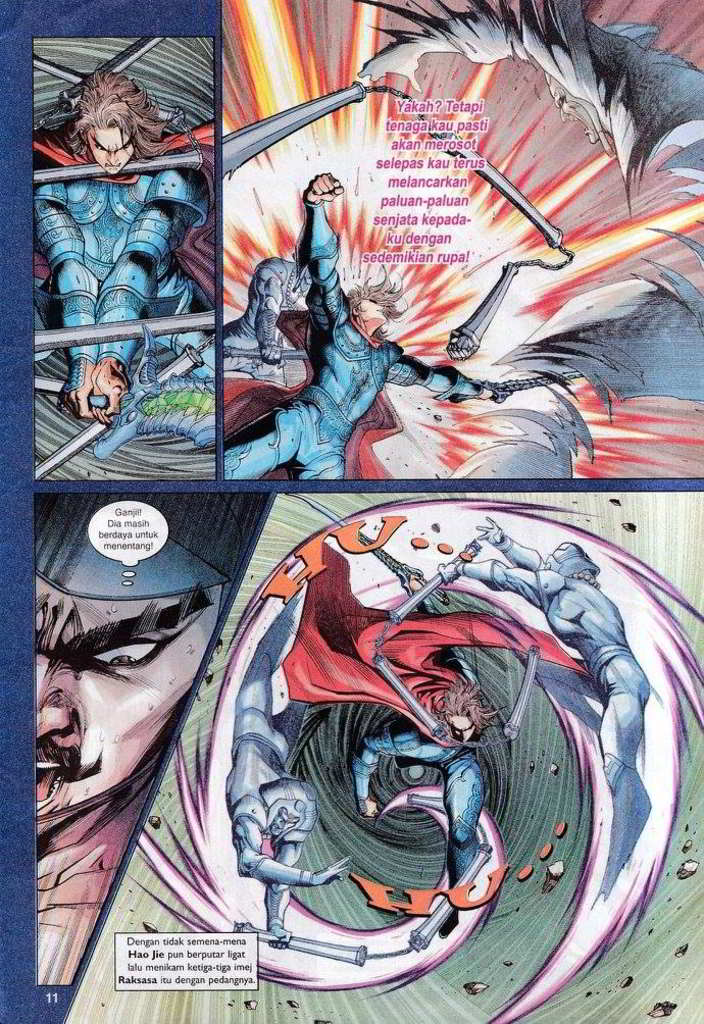 Yakah? Tetapi
tenaga kau pasti
akan merosot
selepas kau terus
melancarkan
paluan-paluan
senjata kepada-
ku dengan
sedemikian rupa!
Ganjil!
Dia masih
berdaya untuk
menentang!
HU...
HU...
Dengan tidak semena-mena
Hao Jie pun berputar ligat
lalu menikam ketiga-tiga imej
Raksasa itu dengan pedangnya.
11